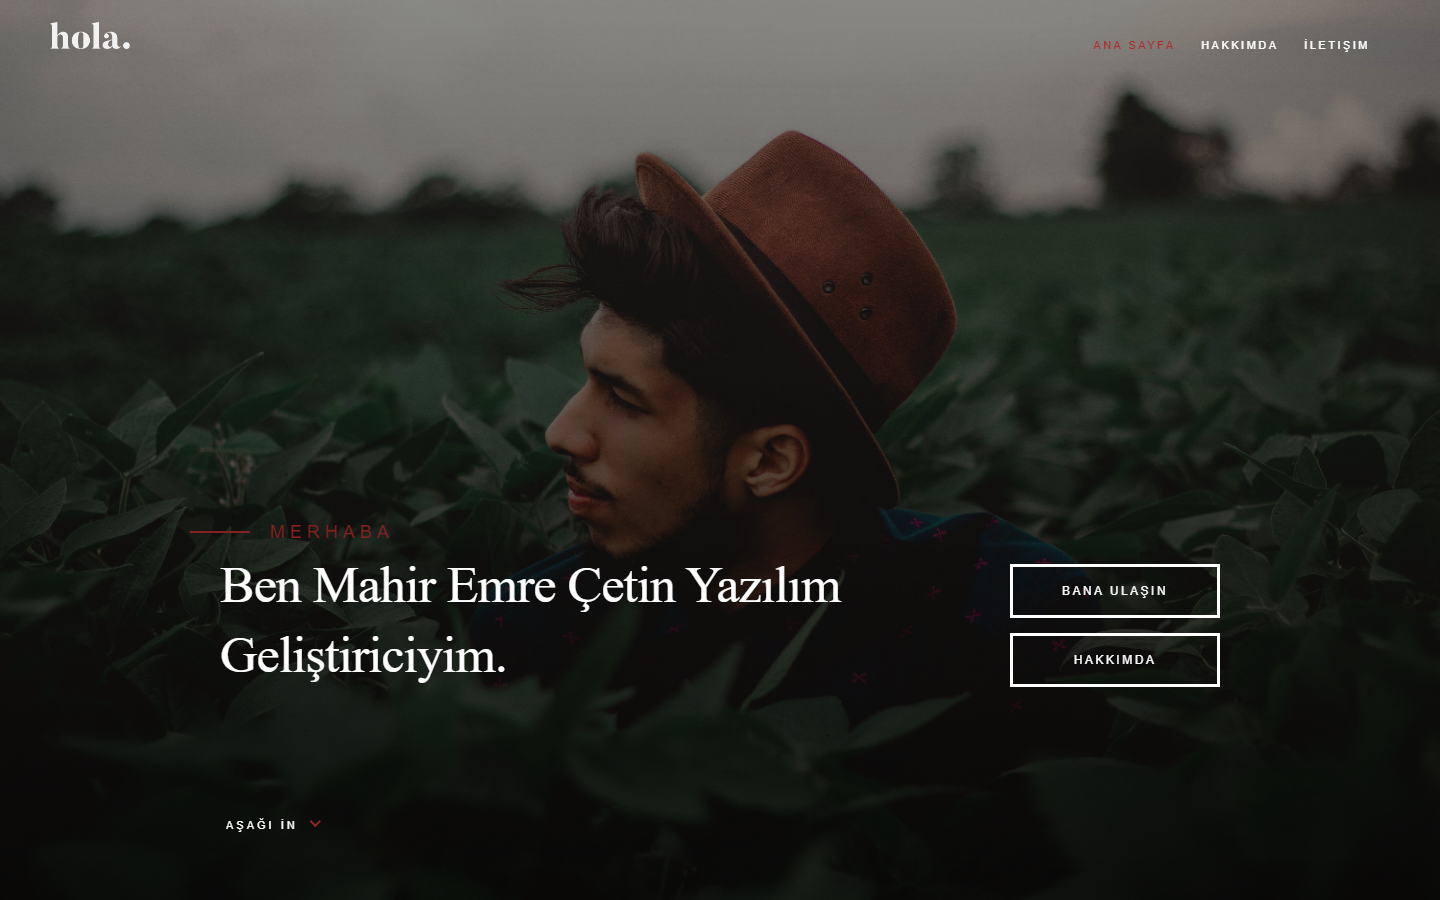 hola.
ANA SAYFA HAKKIMDA İLETIŞIM
MERHABA
Ben Mahir Emre Çetin Yazılım
Geliştiriciyim.
BANA ULAŞIN
HAKKIMDA
AŞAĞI İN